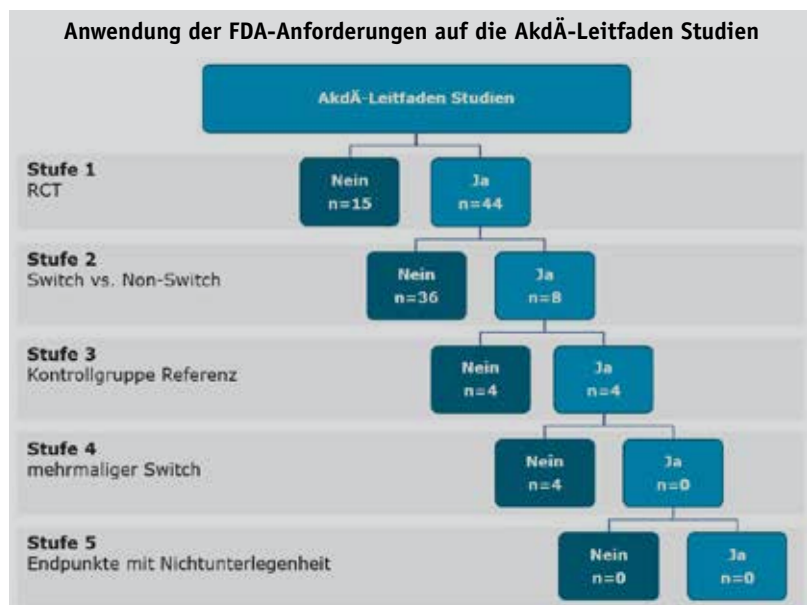 Anwendung der FDA-Anforderungen auf die AkdÄ-Leitfaden Studien
AkdÄ-Leitfaden Studien
Stufe 1
RCT
Nein
n=15
Ja
n=44
Stufe 2
Switch vs. Non-Switch
Nein
n=36
Ja
n=8
Stufe 3
Kontrollgruppe Referenz
Nein
n=4
Ja
n=4
Stufe 4
mehrmaliger Switch
Nein
n=4
Ja
n=0
Stufe 5
Endpunkte mit Nichtunterlegenheit
Nein
n=0
Ja
n=0